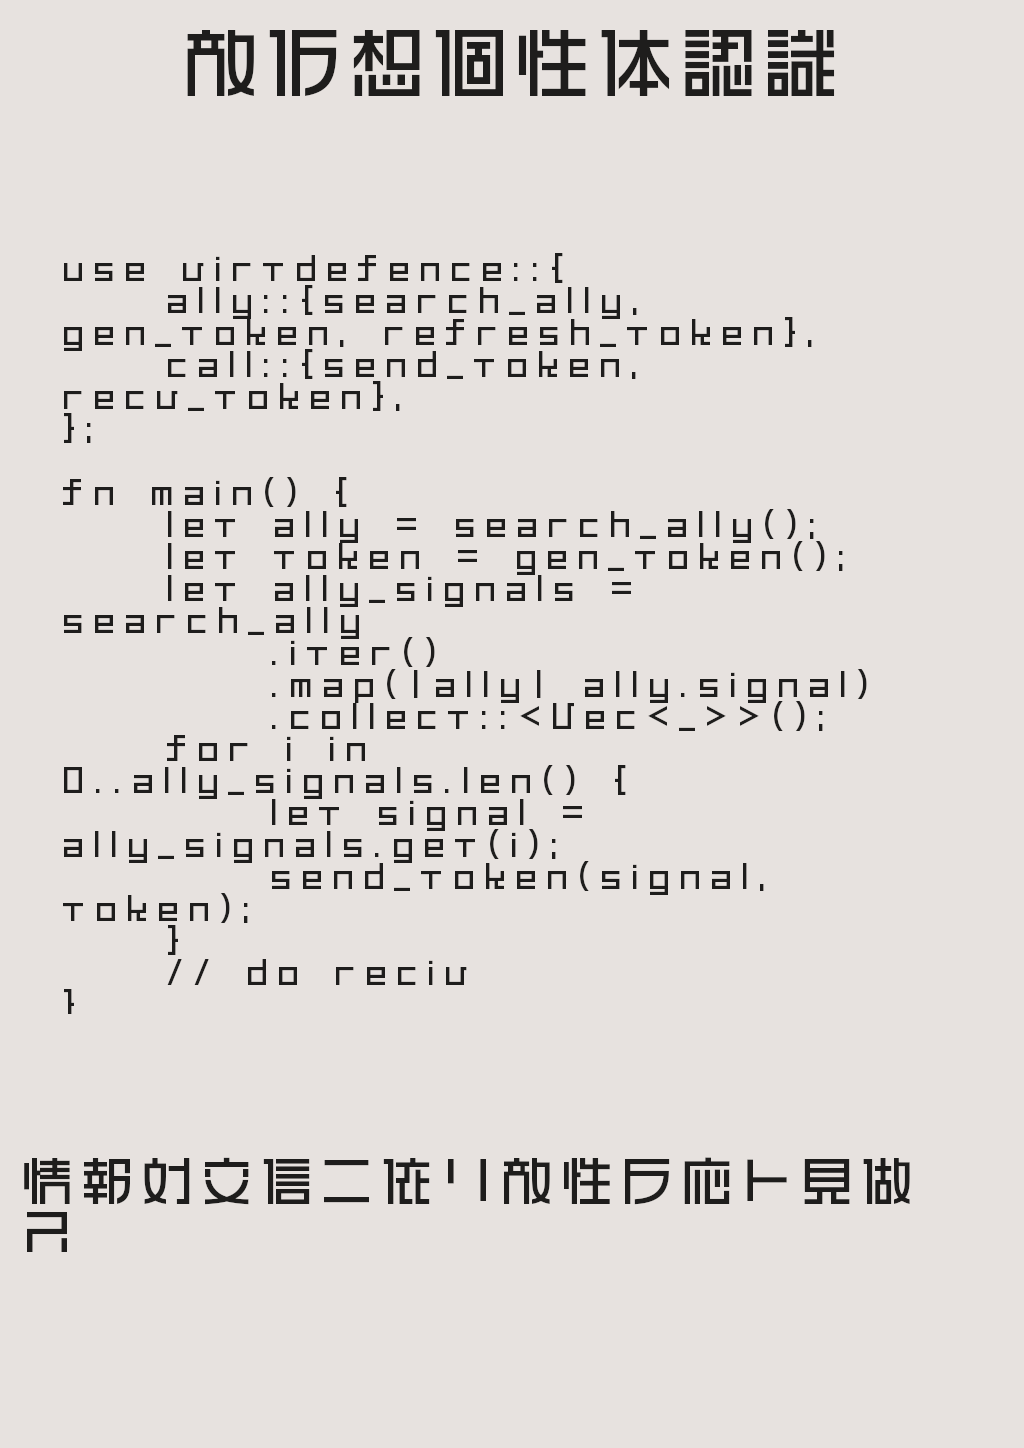 敵仮想個性体認識
use virtdefence::{
ally::{search_ally,
gen_token, refresh_token},
call::{send_token,
recv_token},
};
fn main() {
let ally = search_ally();
let token = gen_token();
let ally_signals =
search_ally
.iter()
.map(|ally| ally.signal)
.collect::<Vec<_>>();
for i in
0..ally_signals.len() {
let signal =
ally_signals.get(i);
send_token(signal,
token);
}
// do reciv
}
情報対交信ニ依リ敵性反応ト見做
ス